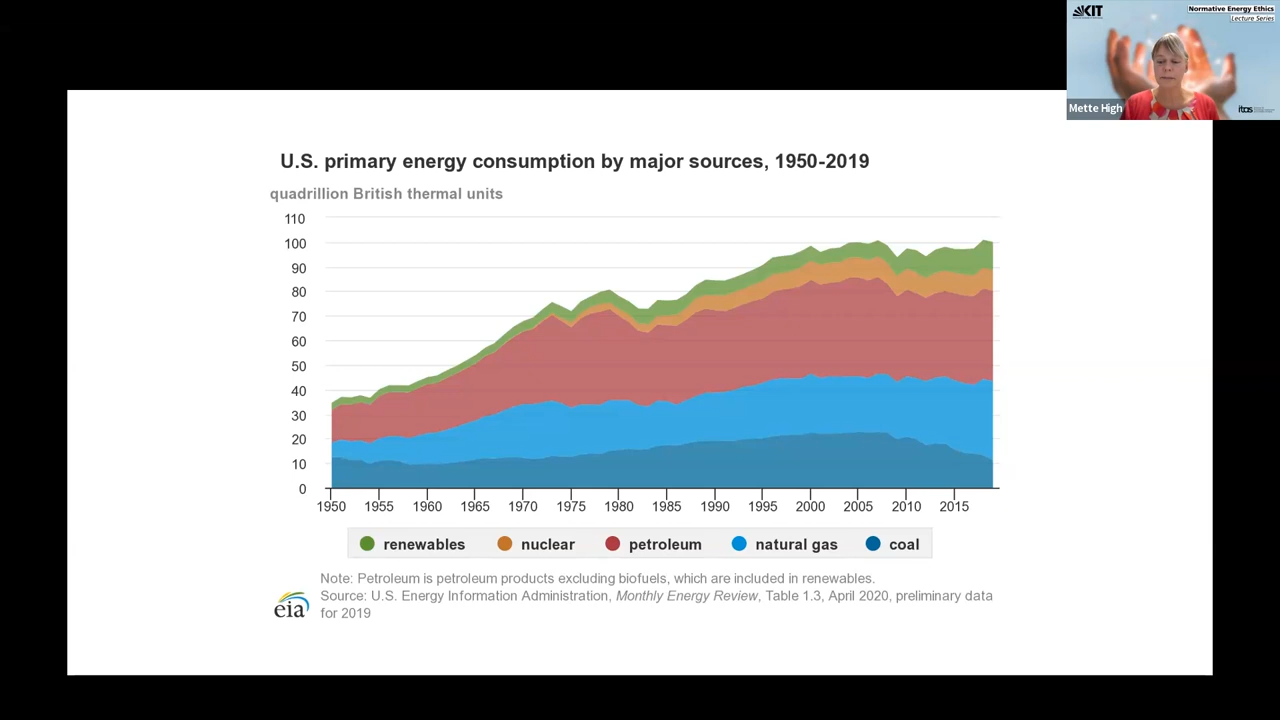 KIT
Normative Energy Ethics
Lecture Series
Mette High
itas
U.S. primary energy consumption by major sources, 1950-2019
quadrillion British thermal units
110
100
90
80
70
60
50
40
30
20
10
0
1950 1955 1960 1965 1970 1975 1980 1985 1990 1995 2000 2005 2010 2015
renewables nuclear petroleum natural gas coal
Note: Petroleum is petroleum products excluding biofuels, which are included in renewables.
Source: U.S. Energy Information Administration, Monthly Energy Review, Table 1.3, April 2020, preliminary data
for 2019
eia